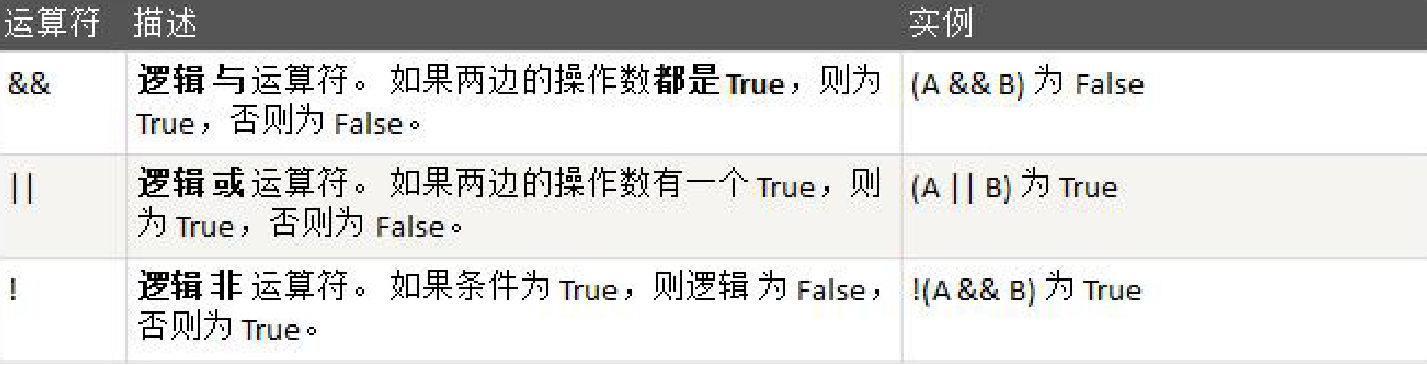 运算符 描述 实例
&& 逻辑与运算符。如果两边的操作数都是True，则为 (A && B) 为 False
True，否则为 False。
|| 逻辑或运算符。如果两边的操作数有一个 True，则 (A || B) 为 True
为 True，否则为 False。
! 逻辑非运算符。如果条件为 True，则逻辑为 False， !(A && B) 为 True
否则为 True。